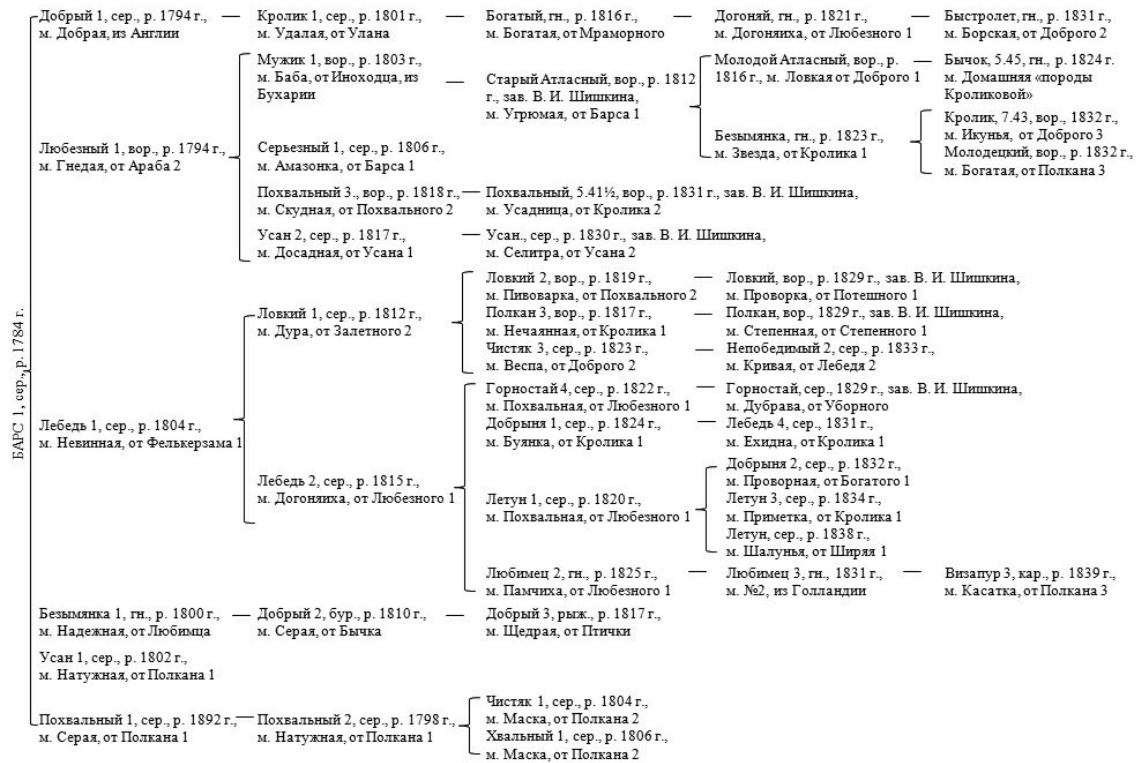 БАРС 1, сер., р. 1784 г.
Добрый 1, сер., р. 1794 г.
м. Добрая, из Англии
Кролик 1, сер., р. 1801 г.
м. Удалая, от Улана
Богатый, гн., р. 1816 г.
м. Богатая, от Мраморного
Догоняй, гн., р. 1821 г.
м. Догоняиха, от Любезного 1
Быстролет, гн., р. 1831 г.
м. Борская, от Доброго 2
Любезный 1, вор., р. 1794 г.
м. Гнедая, от Араба 2
Мужик 1, вор., р. 1803 г.
м. Баба, от Иноходца, из
Бухарии
Старый Атласный, вор., р. 1812
г., зав. В. И. Шишкина,
м. Угрюмая, от Барса 1
Молодой Атласный, вор., р.
1816 г., м. Ловкая от Доброго 1
Бычок, 5.45, гн., р. 1824 г.
м. Домашняя «породы
Кроликовой»
Безымянка, гн., р. 1823 г.,
м. Звезда, от Кролика 1
Кролик, 7.43, вор., р. 1832 г.,
м. Икунья, от Доброго 3
Молодецкий, вор., р. 1832 г.,
м. Богатая, от Полкана 3
Серьезный 1, сер., р. 1806 г.,
м. Амазонка, от Барса 1
Похвальный 3., вор., р. 1818 г.,
м. Скудная, от Похвального 2
Похвальный, 5.41½, вор., р. 1831 г., зав. В. И. Шишкина,
м. Усадница, от Кролика 2
Усан 2, сер., р. 1817 г.,
м. Досадная, от Усана 1
Усан., сер., р. 1830 г., зав. В. И. Шишкина,
м. Селитра, от Усана 2
Лебедь 1, сер., р. 1804 г.,
м. Невинная, от Фелькерзама 1
Ловкий 1, сер., р. 1812 г.,
м. Дура, от Залетного 2
Ловкий 2, вор., р. 1819 г.,
м. Пивоварка, от Похвального 2
Ловкий, вор., р. 1829 г., зав. В. И. Шишкина,
м. Проворка, от Потешного 1
Полкан 3, вор., р. 1817 г.,
м. Нечаянная, от Кролика 1
Полкан, вор., 1829 г., зав. В. И. Шишкина,
м. Степенная, от Степенного 1
Чистяк 3, сер., р. 1823 г.,
м. Веспа, от Доброго 2
Непобедимый 2, сер., р. 1833 г.,
м. Кривая, от Лебедя 2
Лебедь 2, сер., р. 1815 г.,
м. Догоняиха, от Любезного 1
Горностай 4, сер., р. 1822 г.,
м. Похвальная, от Любезного 1
Горностай, сер., 1829 г., зав. В. И. Шишкина,
м. Дубрава, от Уборного
Добрыня 1, сер., р. 1824 г.,
м. Буянка, от Кролика 1
Лебедь 4, сер., 1831 г.,
м. Ехидна, от Кролика 1
Летун 1, сер., р. 1820 г.,
м. Похвальная, от Любезного 1
Добрыня 2, сер., р. 1832 г.,
м. Проворная, от Богатого 1
Летун 3, сер., р. 1834 г.,
м. Приметка, от Кролика 1
Летун, сер., р. 1838 г.,
м. Шалунья, от Ширяя 1
Любимец 2, гн., р. 1825 г.,
м. Памчиха, от Любезного 1
Любимец 3, гн., 1831 г.,
м. №2, из Голландии
Визапур 3, кар., р. 1839 г.,
м. Касатка, от Полкана 3
Безымянка 1, гн., р. 1800 г.,
м. Надежная, от Любимца
Добрый 2, бур., р. 1810 г.,
м. Серая, от Бычка
Добрый 3, рыж., р. 1817 г.,
м. Щедрая, от Птички
Усан 1, сер., р. 1802 г.,
м. Натужная, от Полкана 1
Похвальный 1, сер., р. 1892 г.,
м. Серая, от Полкана 1
Похвальный 2, сер., р. 1798 г.,
м. Натужная, от Полкана 1
Чистяк 1, сер., р. 1804 г.,
м. Маска, от Полкана 2
Хвальный 1, сер., р. 1806 г.,
м. Маска, от Полкана 2